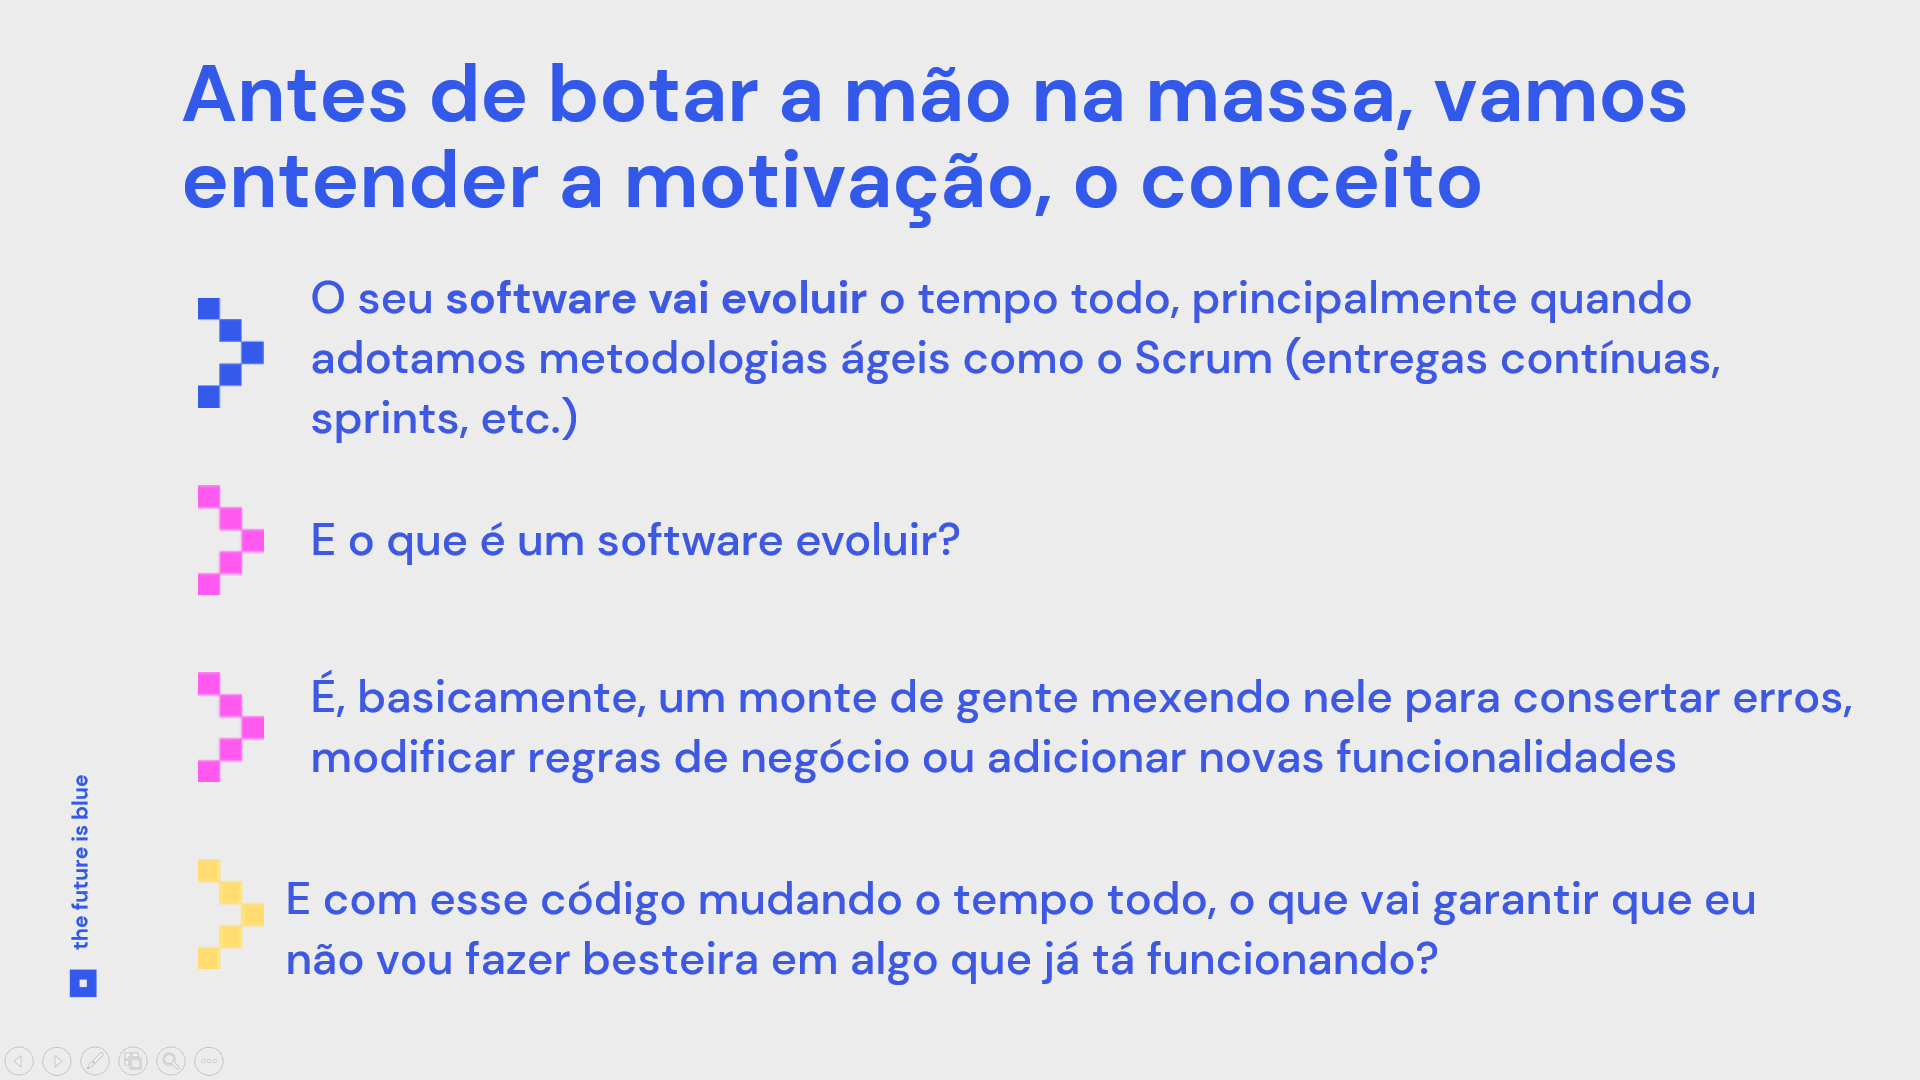 Antes de botar a mão na massa, vamos
entender a motivação, o conceito
O seu software vai evoluir o tempo todo, principalmente quando
adotamos metodologias ágeis como o Scrum (entregas contínuas,
sprints, etc.)
E o que é um software evoluir?
É, basicamente, um monte de gente mexendo nele para consertar erros,
modificar regras de negócio ou adicionar novas funcionalidades
E com esse código mudando o tempo todo, o que vai garantir que eu
não vou fazer besteira em algo que já tá funcionando?
the future is blue